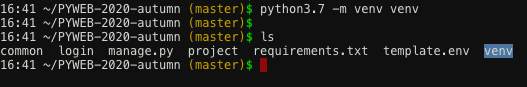 16:41 ~/PYWEB-2020-autumn (master)$ python3.7 -m venv venv
16:41 ~/PYWEB-2020-autumn (master)$ ls
common  login  manage.py  project  requirements.txt  template.env  venv
16:41 ~/PYWEB-2020-autumn (master)$